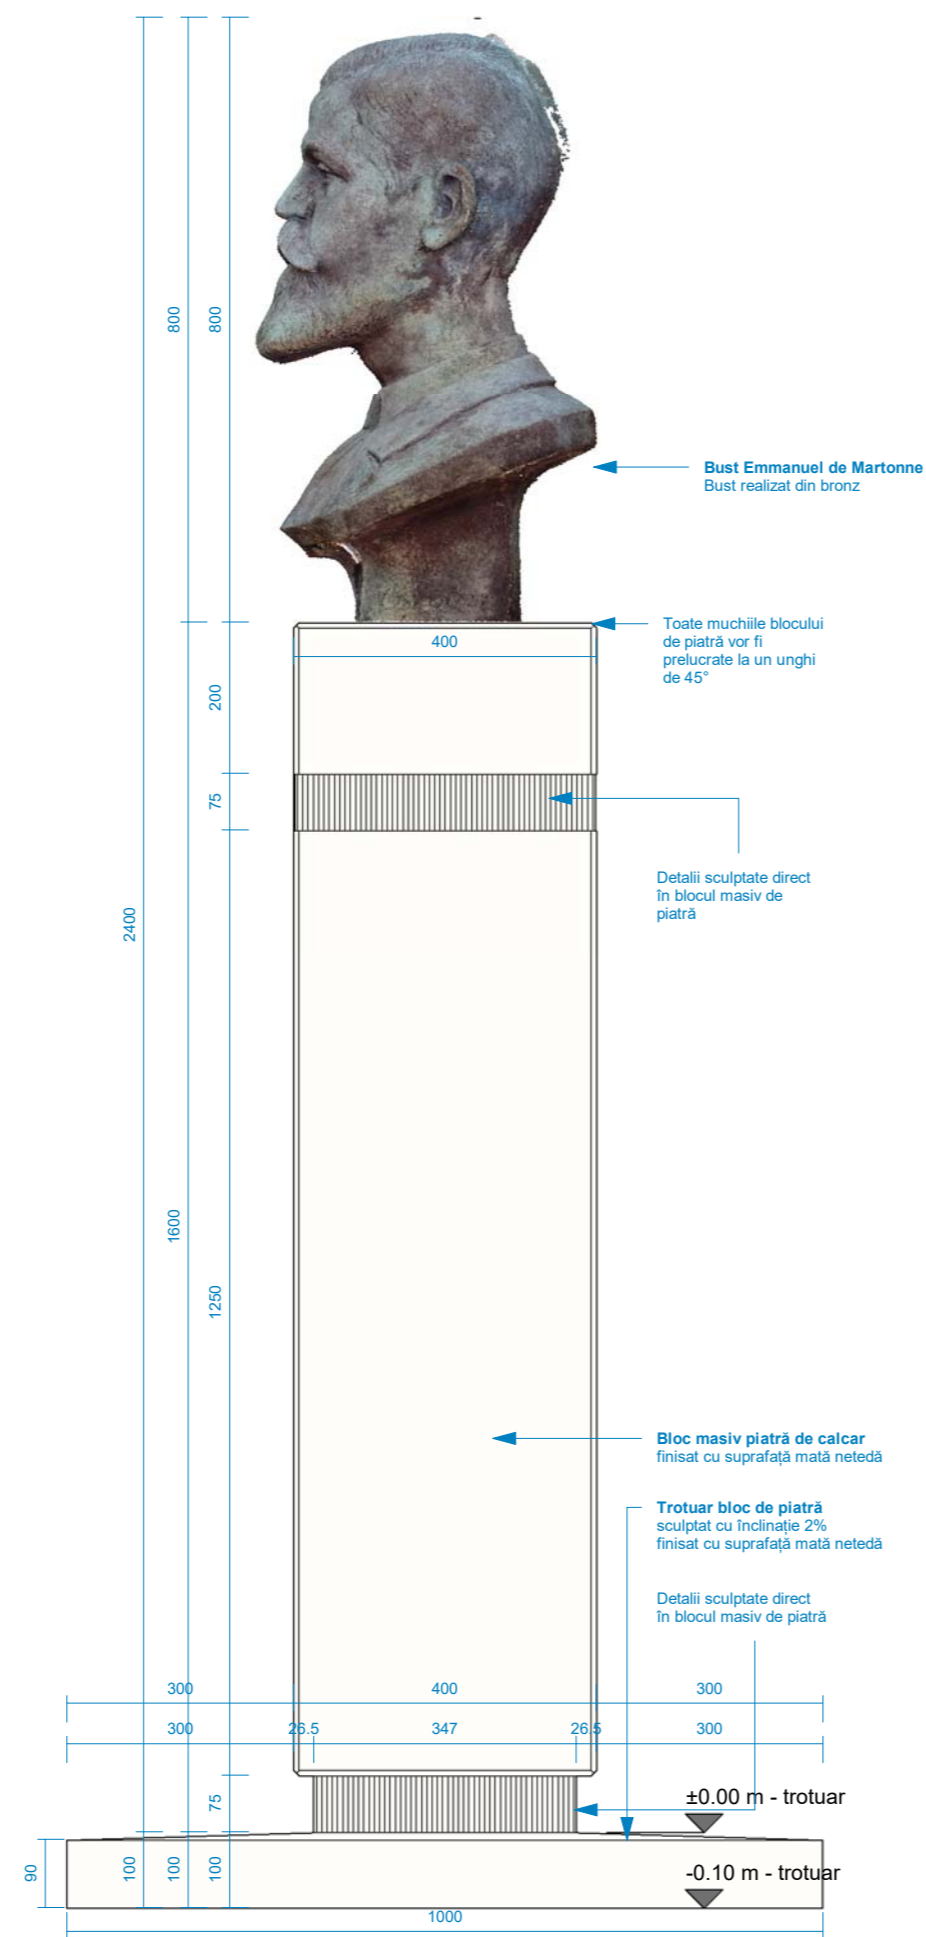 800
800
Bust Emmanuel de Martonne
Bust realizat din bronz
Toate muchiile blocului
de piatră vor fi
prelucrate la un unghi
de 45°
400
200
75
Detalii sculptate direct
în blocul masiv de
piatră
2400
1600
1250
Bloc masiv piatră de calcar
finisat cu suprafață mată netedă
Trotuar bloc de piatră
sculptat cu înclinație 2%
finisat cu suprafață mată netedă
Detalii sculptate direct
în blocul masiv de piatră
300 400 300
300 26.5 347 26.5 300
75
±0.00 m - trotuar
90 100 100 100
-0.10 m - trotuar
1000